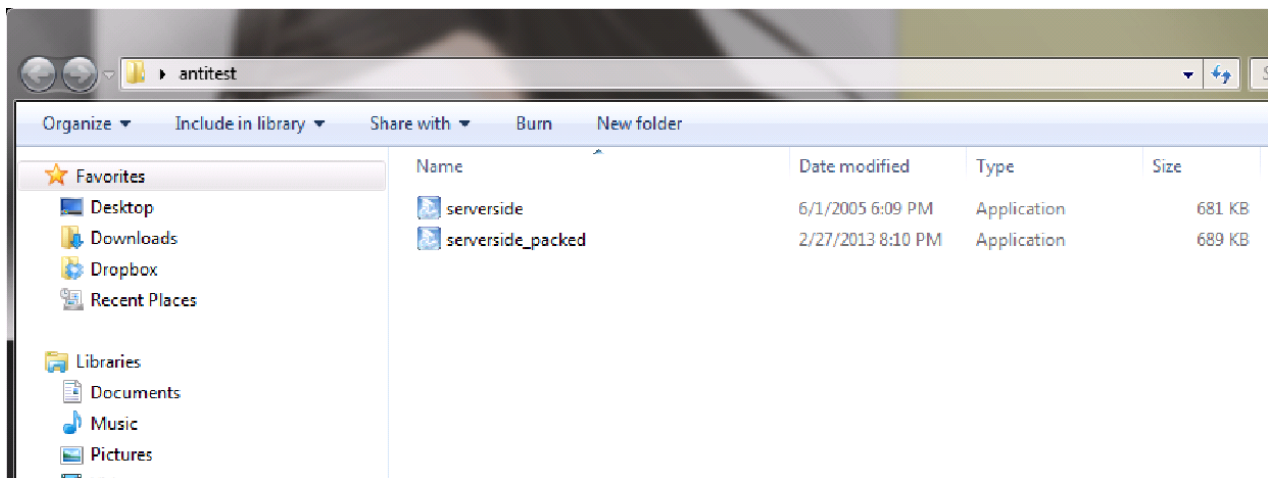 antitest
Organize Include in library Share with Burn New folder
Name Date modified Type Size
Favorites
Desktop serverside 6/1/2005 6:09 PM Application 681 KB
Downloads serverside_packed 2/27/2013 8:10 PM Application 689 KB
Dropbox
Recent Places
Libraries
Documents
Music
Pictures